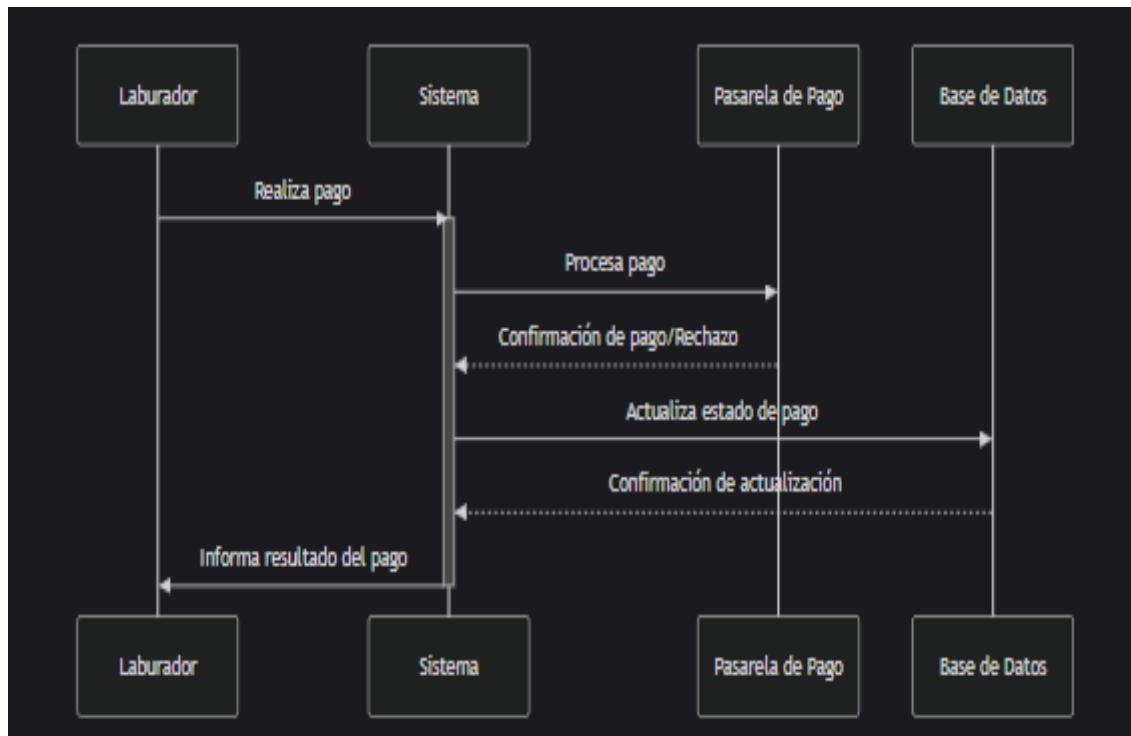 Laburador
Sistema
Pasarela de Pago
Base de Datos
Realiza pago
Procesa pago
Confirmación de pago/Rechazo
Actualiza estado de pago
Confirmación de actualización
Informa resultado del pago
Laburador
Sistema
Pasarela de Pago
Base de Datos